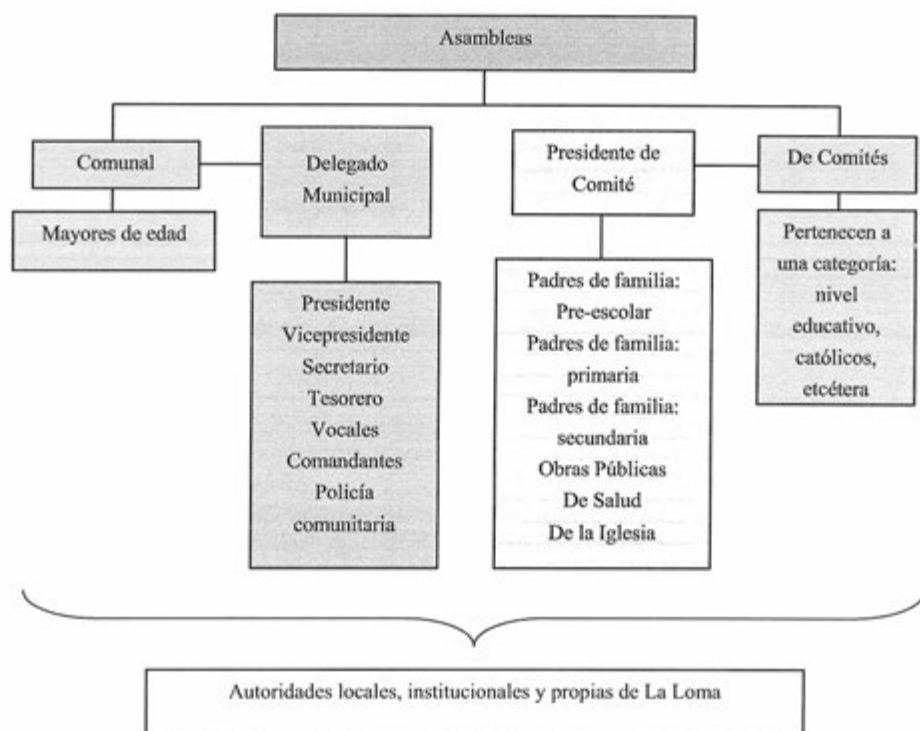 Asambleas
Comunal
Mayores de edad
Delegado
Municipal
Presidente
Vicepresidente
Secretario
Tesorero
Vocales
Comandantes
Policía
comunitaria
Presidente de
Comité
Padres de familia:
Pre-escolar
Padres de familia:
primaria
Padres de familia:
secundaria
Obras Públicas
De Salud
De la Iglesia
De Comités
Pertenecen a
una categoría:
nivel
educativo,
católicos,
etcétera
Autoridades locales, institucionales y propias de La Loma